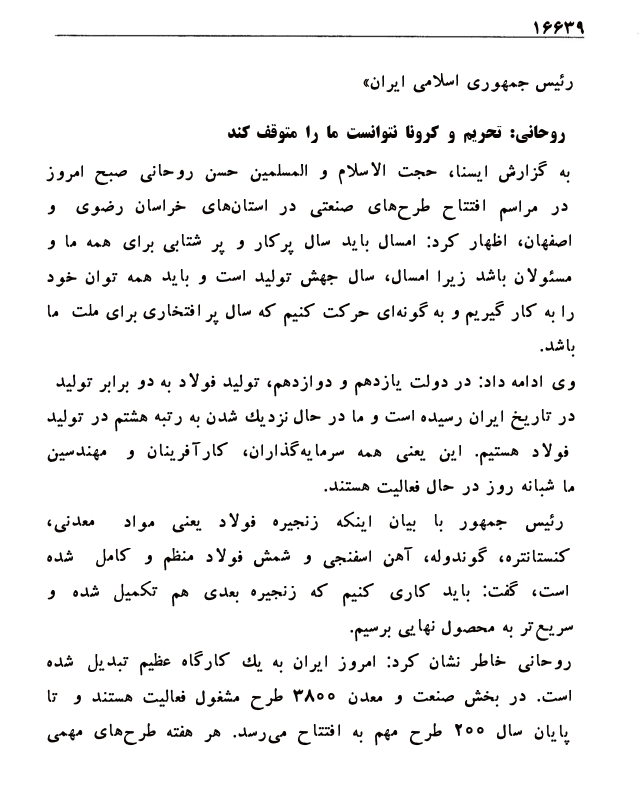 ۱۶۶۳۹
رئیس جمهوری اسلامی ایران»
روحانی: تحریم و کرونا نتوانست ما را متوقف کند
به گزارش ایسنا، حجت الاسلام و المسلمین حسن روحانی صبح امروز
در مراسم افتتاح طرح‌های صنعتی در استان‌های خراسان رضوی و
اصفهان، اظهار کرد: امسال باید سال پرکار و پر شتابی برای همه ما و
مسئولان باشد زیرا امسال، سال جهش تولید است و باید همه توان خود
را به کار گیریم و به گونه‌ای حرکت کنیم که سال پر افتخاری برای ملت ما
باشد.
وی ادامه داد: در دولت یازدهم و دوازدهم، تولید فولاد به دو برابر تولید
در تاریخ ایران رسیده است و ما در حال نزدیك شدن به رتبه هشتم در تولید
فولاد هستیم. این یعنی همه سرمایه‌گذاران، کارآفرینان و مهندسین
ما شبانه روز در حال فعالیت هستند.
رئیس جمهور با بیان اینکه زنجیره فولاد یعنی مواد معدنی،
کنستانتره، گوندوله، آهن اسفنجی و شمش فولاد منظم و کامل شده
است، گفت: باید کاری کنیم که زنجیره بعدی هم تکمیل شده و
سریع‌تر به محصول نهایی برسیم.
روحانی خاطر نشان کرد: امروز ایران به یك کارگاه عظیم تبدیل شده
است. در بخش صنعت و معدن ۳۸۰۰ طرح مشغول فعالیت هستند و تا
پایان سال ۲۰۰ طرح مهم به افتتاح می‌رسد. هر هفته طرح‌های مهمی